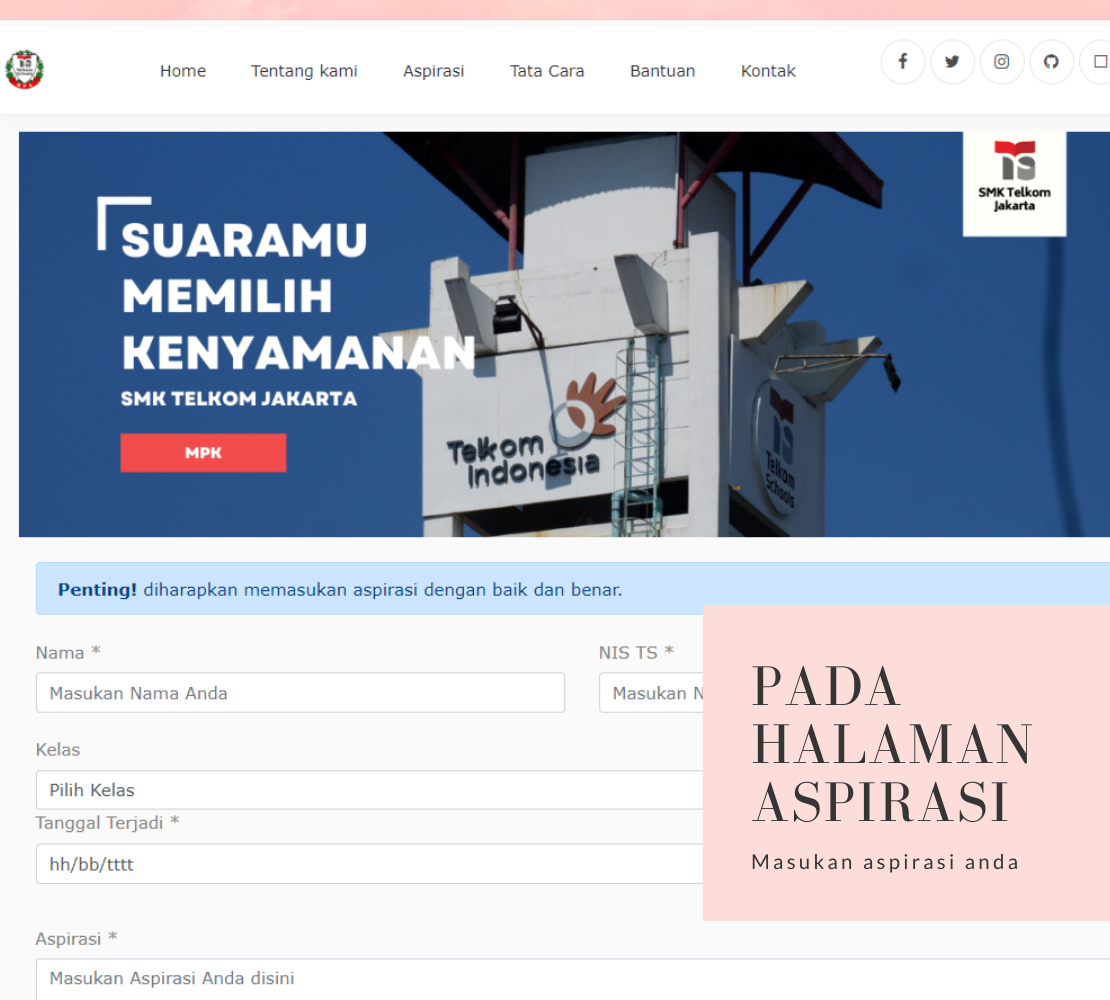 Home Tentang kami Aspirasi Tata Cara Bantuan Kontak
SMK Telkom
Jakarta
SUARAMU
MEMILIH
KENYAMANAN
SMK TELKOM JAKARTA
MPK
Telkom
Indonesia
Telkom
Schools
Penting! diharapkan memasukan aspirasi dengan baik dan benar.
Nama * NIS TS *
Masukan Nama Anda Masukan N
Kelas
Pilih Kelas
Tanggal Terjadi *
hh/bb/tttt
PADA
HALAMAN
ASPIRASI
Masukan aspirasi anda
Aspirasi *
Masukan Aspirasi Anda disini